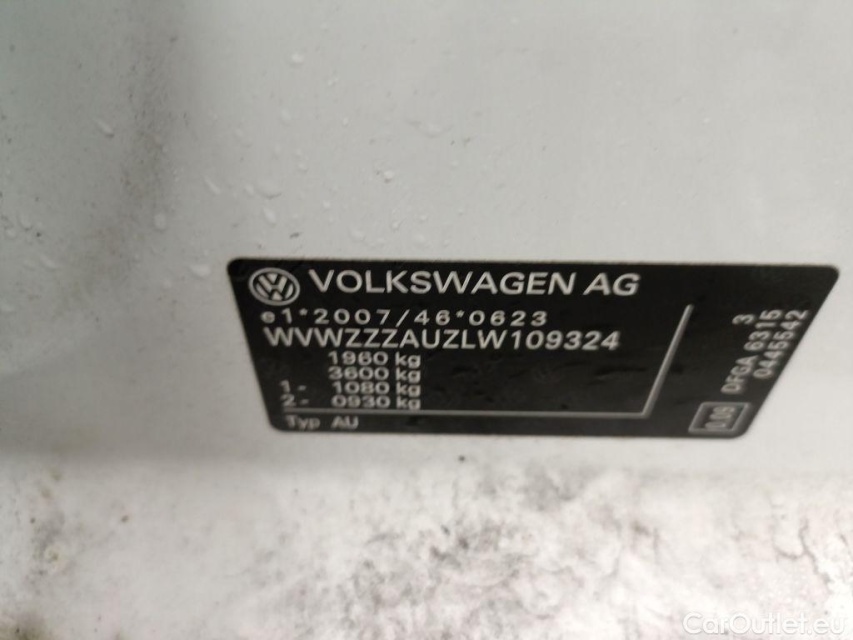 VOLKSWAGEN AG
e1*2007/46*0623
WVWZZZAUZLW109324
1960 kg
3600 kg
1- 1080 kg
2- 0930 kg
Typ AU
3
DFGA 6315
0445542
CarOutlet.eu